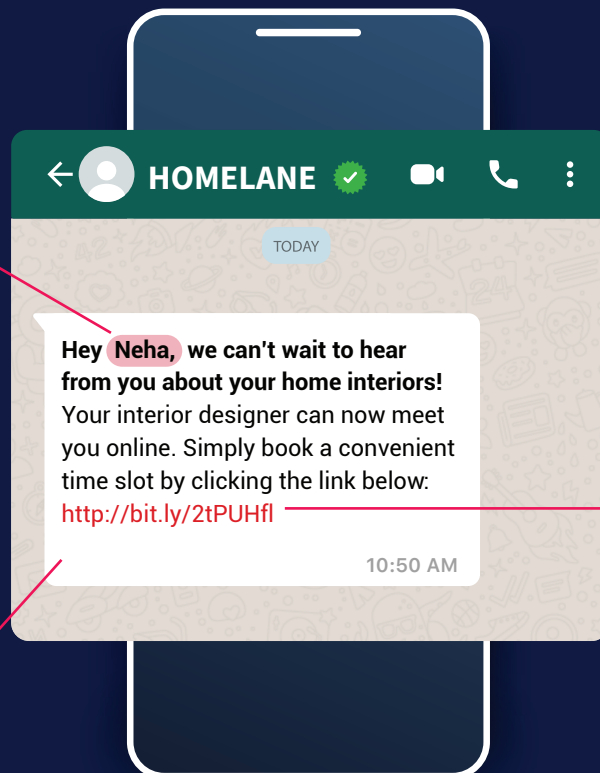 HOMELANE
TODAY
Hey Neha, we can't wait to hear
from you about your home interiors!
Your interior designer can now meet
you online. Simply book a convenient
time slot by clicking the link below:
http://bit.ly/2tPUHfl
10:50 AM